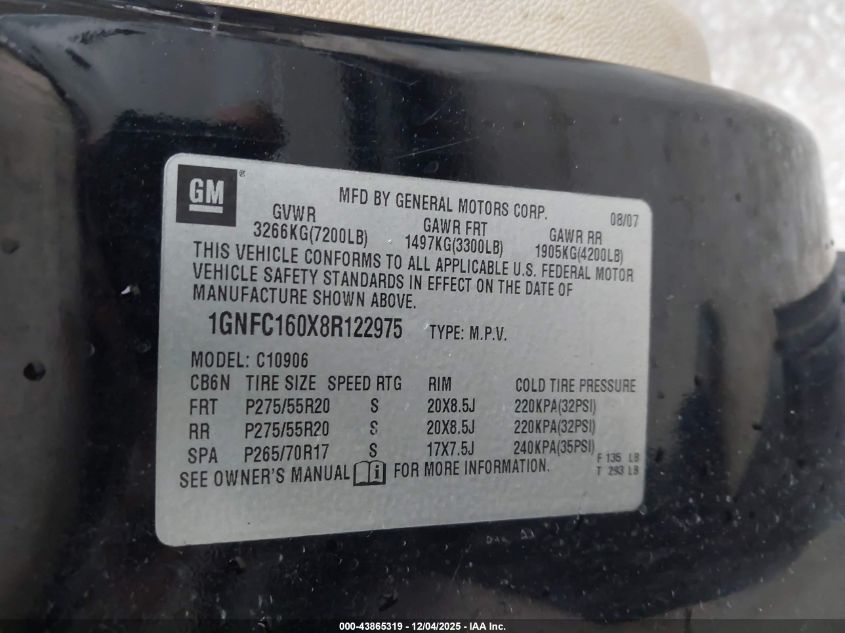 GM ®
MFD BY GENERAL MOTORS CORP. 08/07
GVWR GAWR FRT GAWR RR
3266KG(7200LB) 1497KG(3300LB) 1905KG(4200LB)
THIS VEHICLE CONFORMS TO ALL APPLICABLE U.S. FEDERAL MOTOR
VEHICLE SAFETY STANDARDS IN EFFECT ON THE DATE OF
MANUFACTURE SHOWN ABOVE.
1GNFC160X8R122975 TYPE: M.P.V.
MODEL: C10906
CB6N TIRE SIZE SPEED RTG RIM COLD TIRE PRESSURE
FRT P275/55R20 S 20X8.5J 220KPA(32PSI)
RR P275/55R20 S 20X8.5J 220KPA(32PSI)
SPA P265/70R17 S 17X7.5J 240KPA(35PSI)
F 135 LB
SEE OWNER'S MANUAL FOR MORE INFORMATION.
T 293 LB
000-43865319 - 12/04/2025 - IAA Inc.